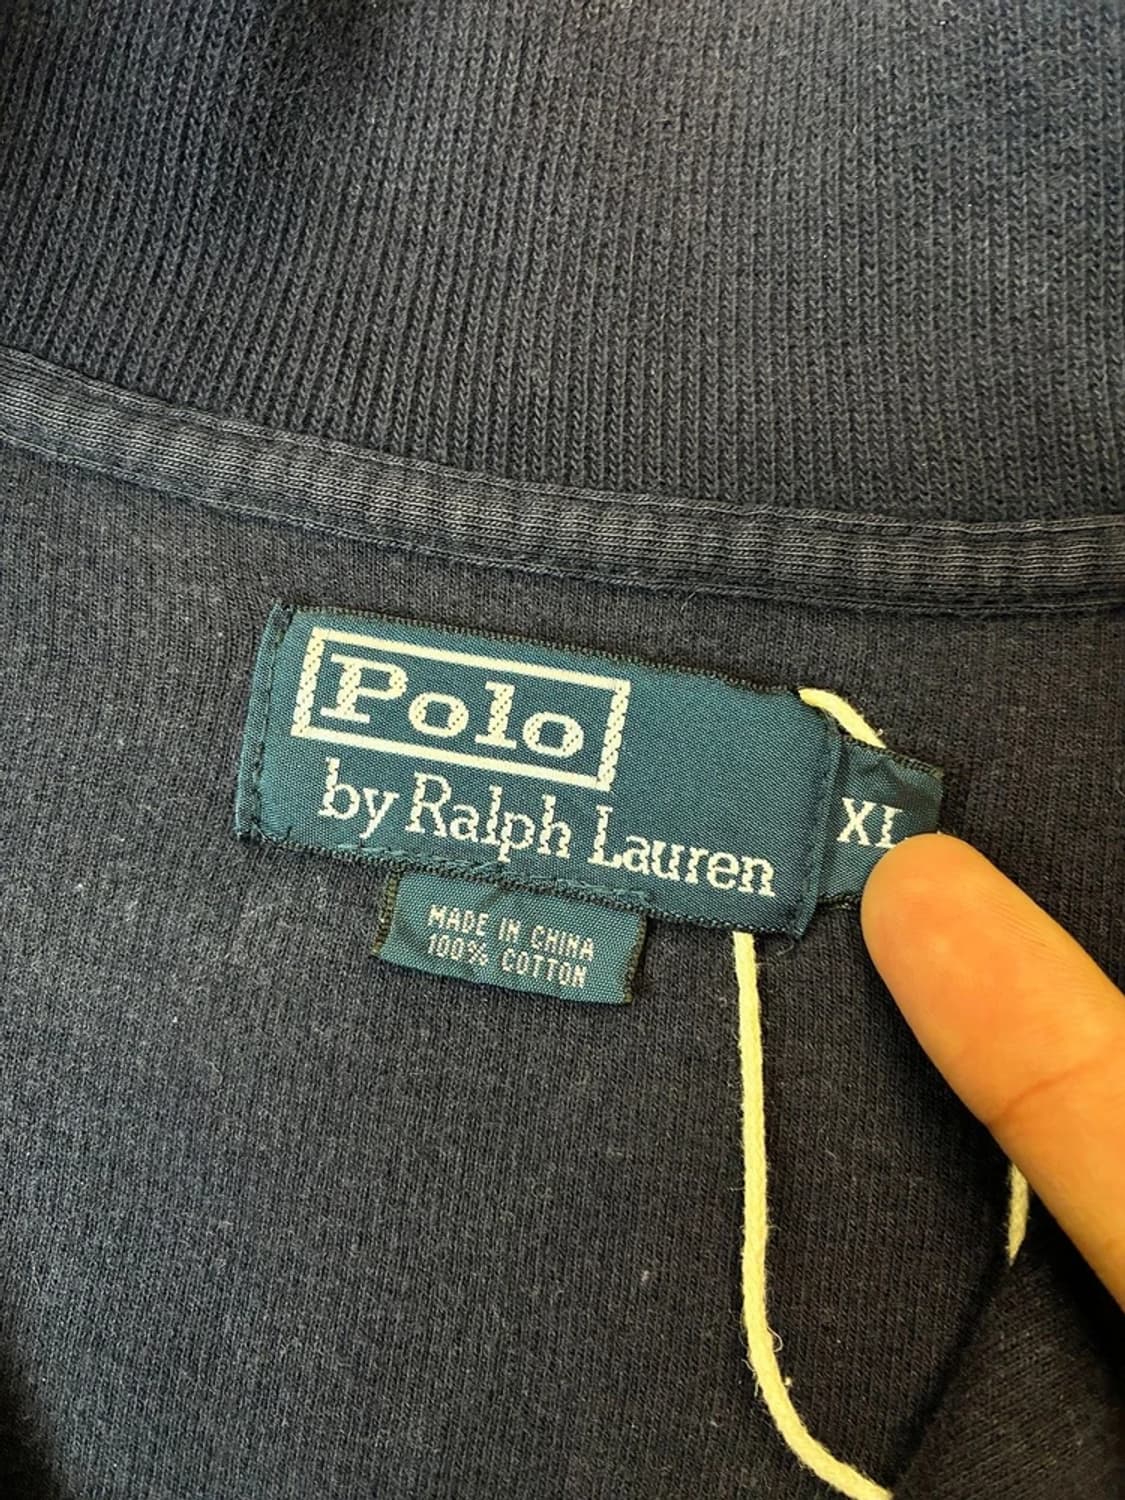 Polo
by Ralph Lauren
XL
MADE IN CHINA
100% COTTON